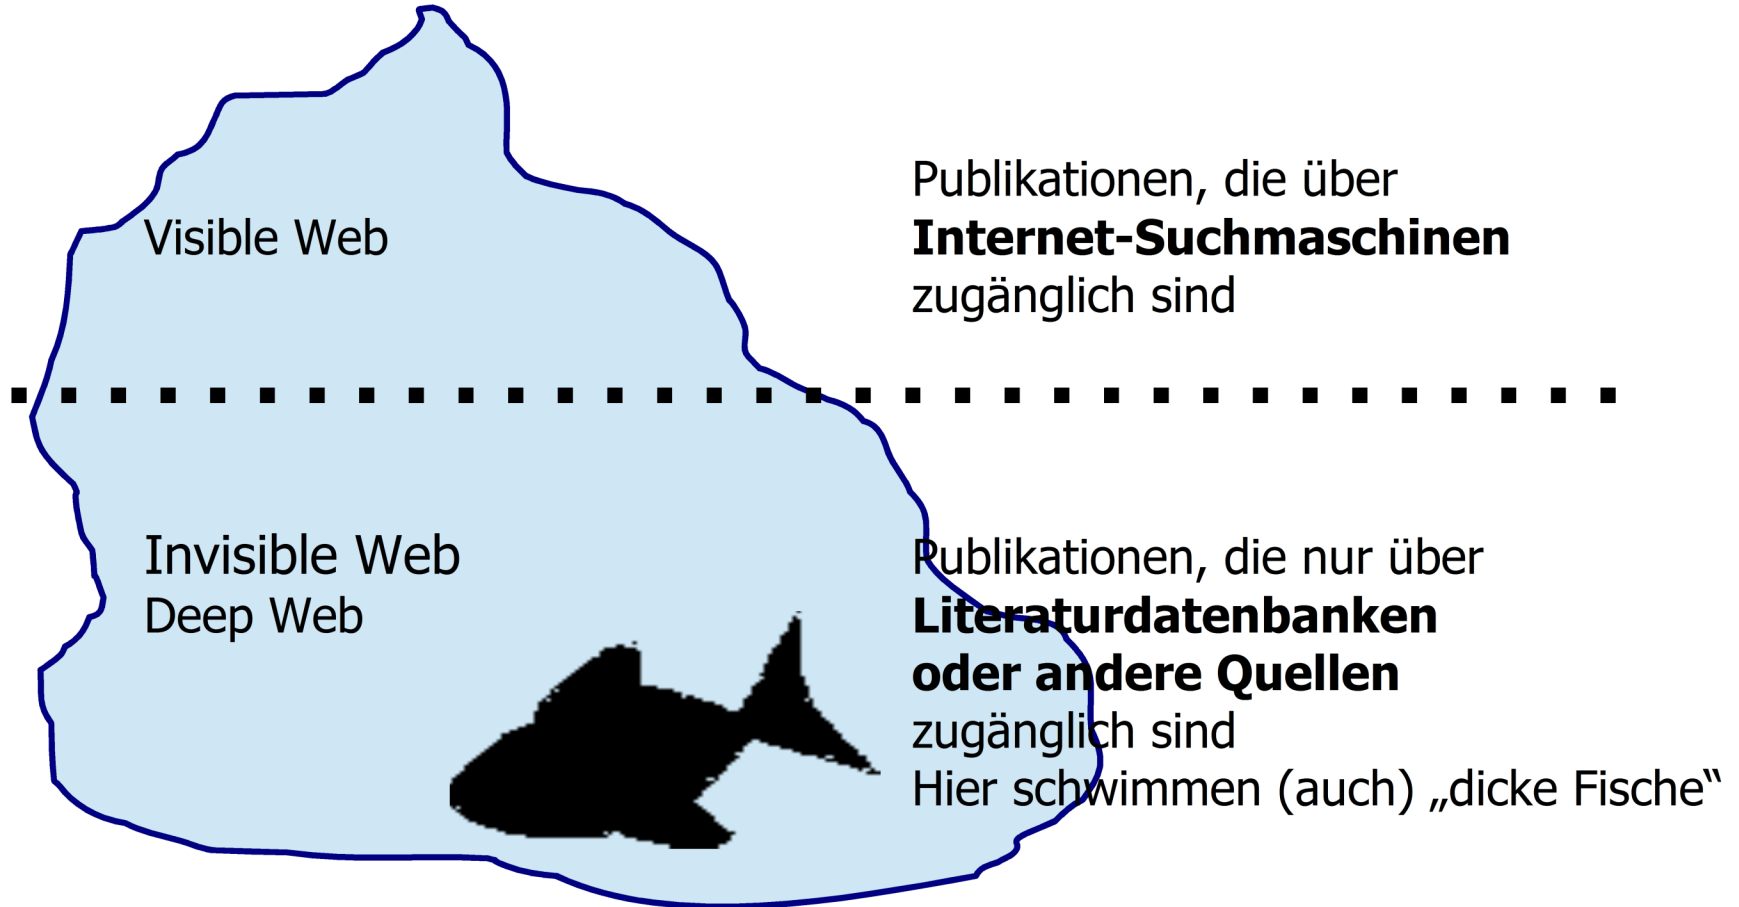 Visible Web
Publikationen, die über
Internet-Suchmaschinen
zugänglich sind
Invisible Web
Deep Web
Publikationen, die nur über
Literaturdatenbanken
oder andere Quellen
zugänglich sind
Hier schwimmen (auch) „dicke Fische“